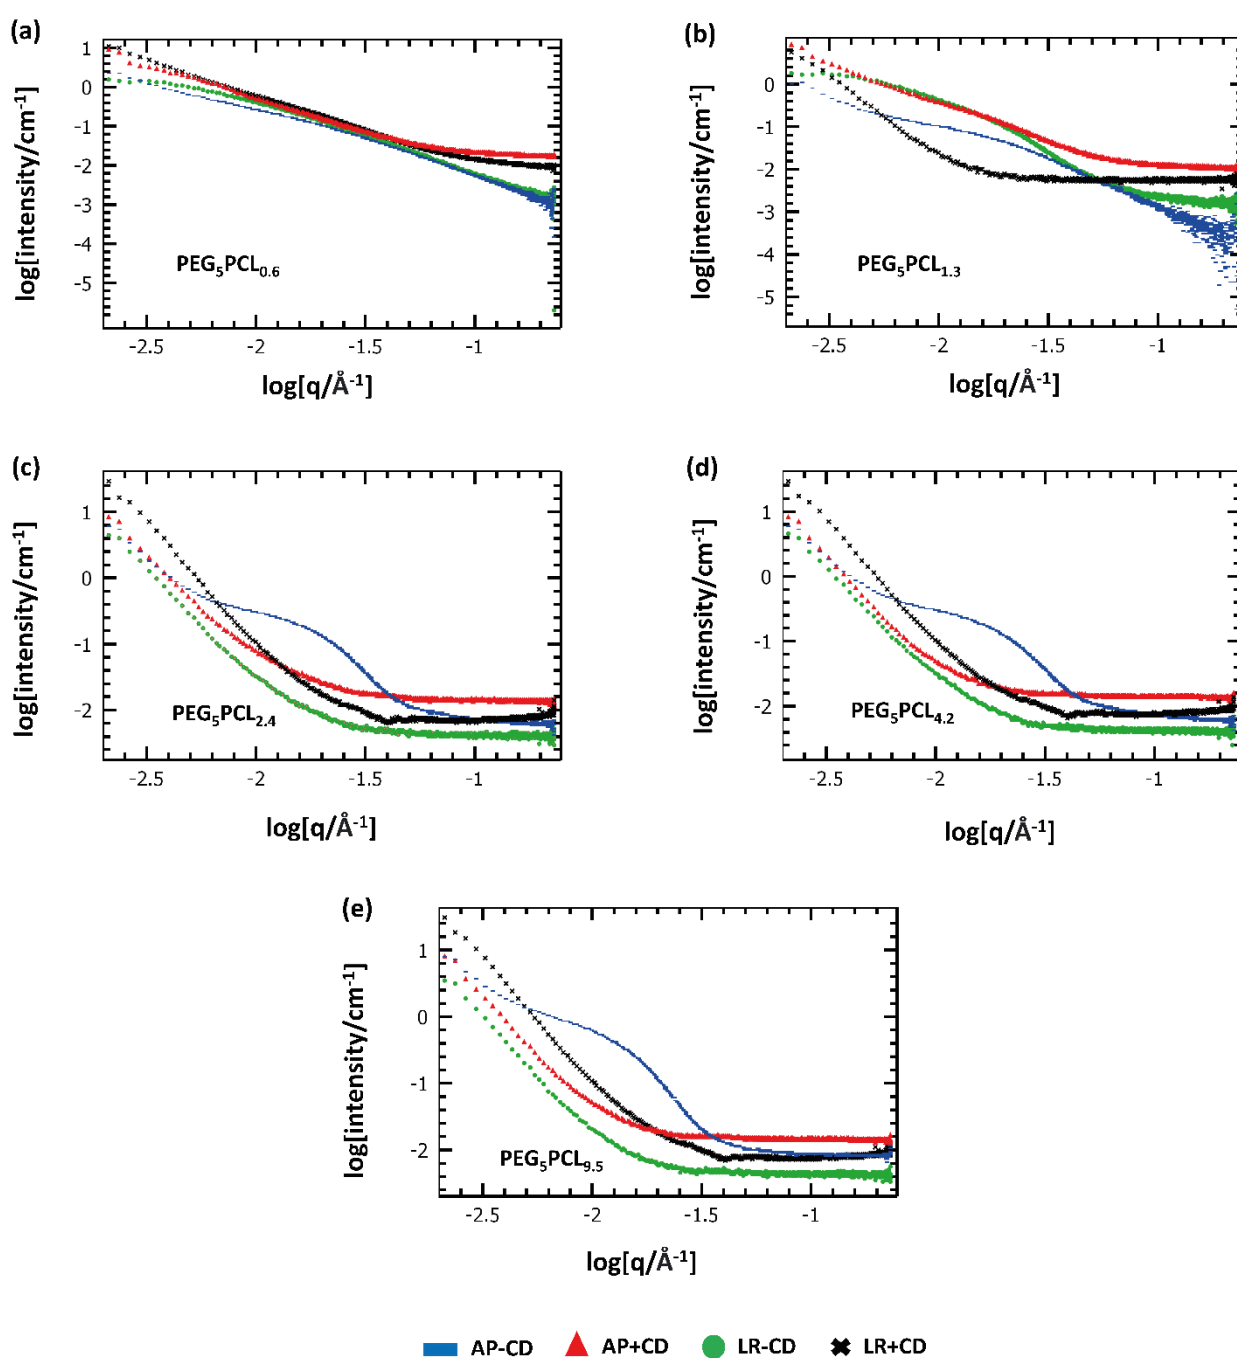 (a)
log[intensity/cm⁻¹]
1
0
-1
-2
-3
-4
-5
PEG₅PCL₀.₆
-2.5 -2 -1.5 -1
log[q/Å⁻¹]
(b)
log[intensity/cm⁻¹]
1
0
-1
-2
-3
-4
-5
PEG₅PCL₁.₃
-2.5 -2 -1.5 -1
log[q/Å⁻¹]
(c)
log[intensity/cm⁻¹]
1
0
-1
-2
PEG₅PCL₂.₄
-2.5 -2 -1.5 -1
log[q/Å⁻¹]
(d)
log[intensity/cm⁻¹]
1
0
-1
-2
PEG₅PCL₄.₂
-2.5 -2 -1.5 -1
log[q/Å⁻¹]
(e)
log[intensity/cm⁻¹]
1
0
-1
-2
PEG₅PCL₉.₅
-2.5 -2 -1.5 -1
log[q/Å⁻¹]
AP-CD AP+CD LR-CD LR+CD